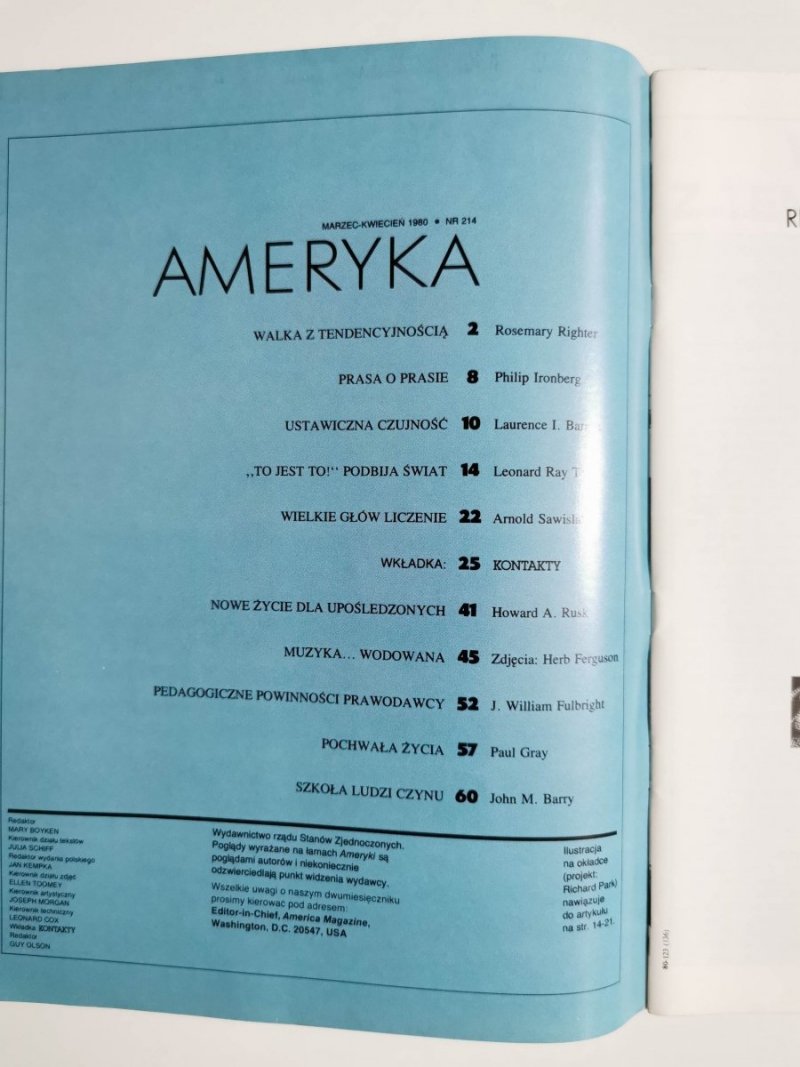 MARZEC-KWIECIEŃ 1980 • NR 214
AMERYKA
WALKA Z TENDENCYJNOŚCIĄ 2 Rosemary Righter
PRASA O PRASIE 8 Philip Ironberg
USTAWICZNA CZUJNOŚĆ 10 Laurence I.
„TO JEST TO!“ PODBIJA ŚWIAT 14 Leonard Ray
WIELKIE GŁÓW LICZENIE 22 Arnold
WKŁADKA: 25 KONTAKTY
NOWE ŻYCIE DLA UPOŚLEDZONYCH 41 Howard A. Rusk
MUZYKA... WODOWANA 45 Zdjęcia: Herb Ferguson
PEDAGOGICZNE POWINNOŚCI PRAWODAWCY 52 J. William Fulbright
POCHWAŁA ŻYCIA 57 Paul Gray
SZKOŁA LUDZI CZYNU 60 John M. Barry
Redaktor
MARY BOYKEN
Kierownik działu tekstów
JULJA SCHIFF
Redaktor wydania polskiego
JAN KEMPKA
Kierownik działu zdjęć
ELLEN TOOMEY
Kierownik artystyczny
JOSEPH MORGAN
Kierownik techniczny
LEONARD COX
Wkładka KONTAKTY
Redaktor
GUY OLSON
Wydawnictwo rządu Stanów Zjednoczonych.
Poglądy wyrażane na łamach Ameryki są
poglądami autorów i niekoniecznie
odzwierciedlają punkt widzenia wydawcy.
Wszelkie uwagi o naszym dwumiesięczniku
prosimy kierować pod adresem:
Editor-in-Chief, America Magazine,
Washington, D.C. 20547, USA
Ilustracja
na okładce
(projekt:
Richard Park)
nawiązuje
do artykułu
na str. 14-21.
80-123 (136)